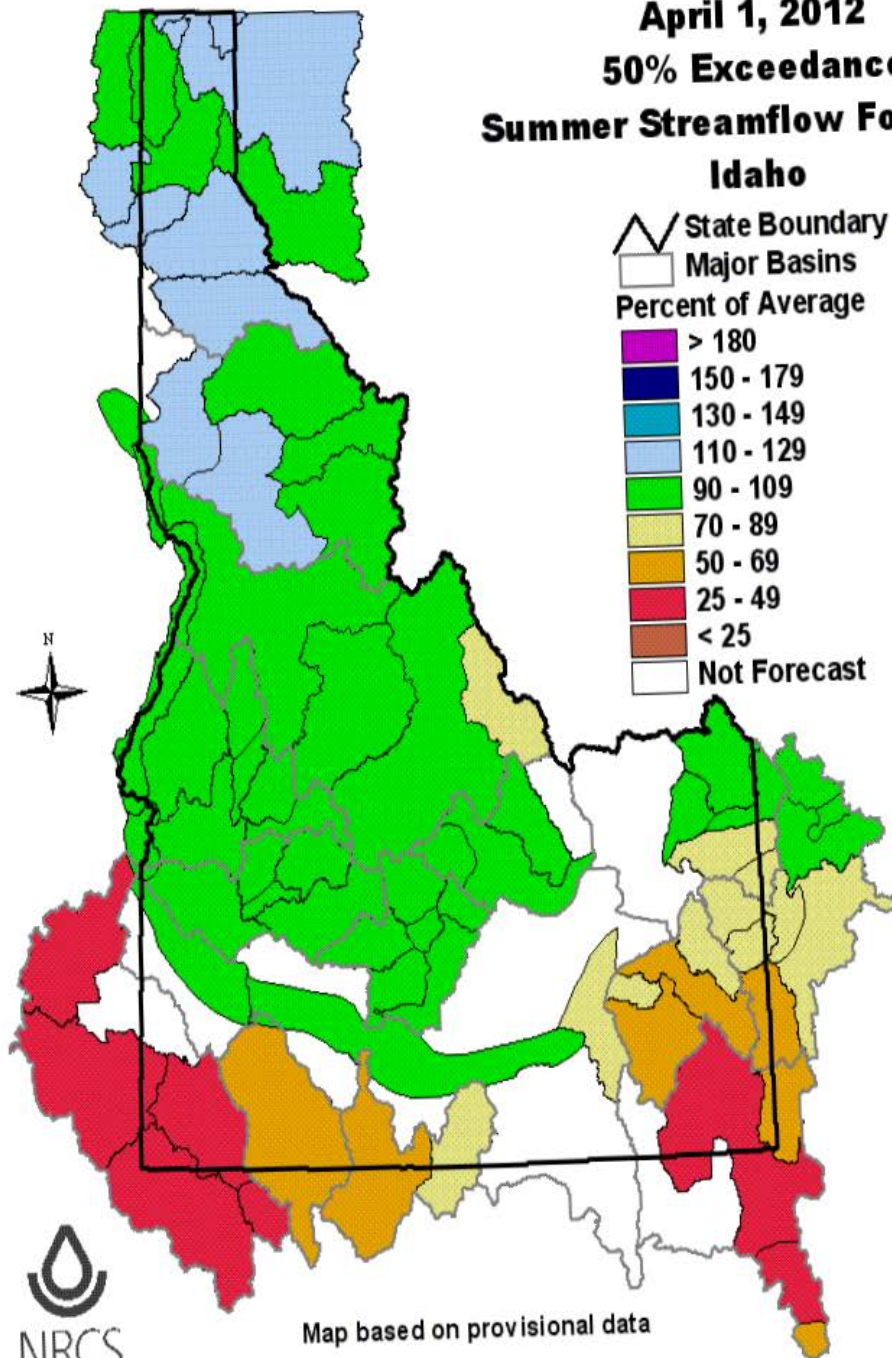 April 1, 2012
50% Exceedance
Summer Streamflow Fo
Idaho
State Boundary
Major Basins
Percent of Average
> 180
150 - 179
130 - 149
110 - 129
90 - 109
70 - 89
50 - 69
25 - 49
< 25
Not Forecast
N
NRCS
Map based on provisional data